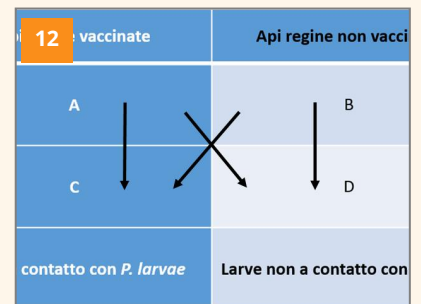 12
vaccinate Api regine non vacci
A B
C D
contatto con P. larvae Larve non a contatto con